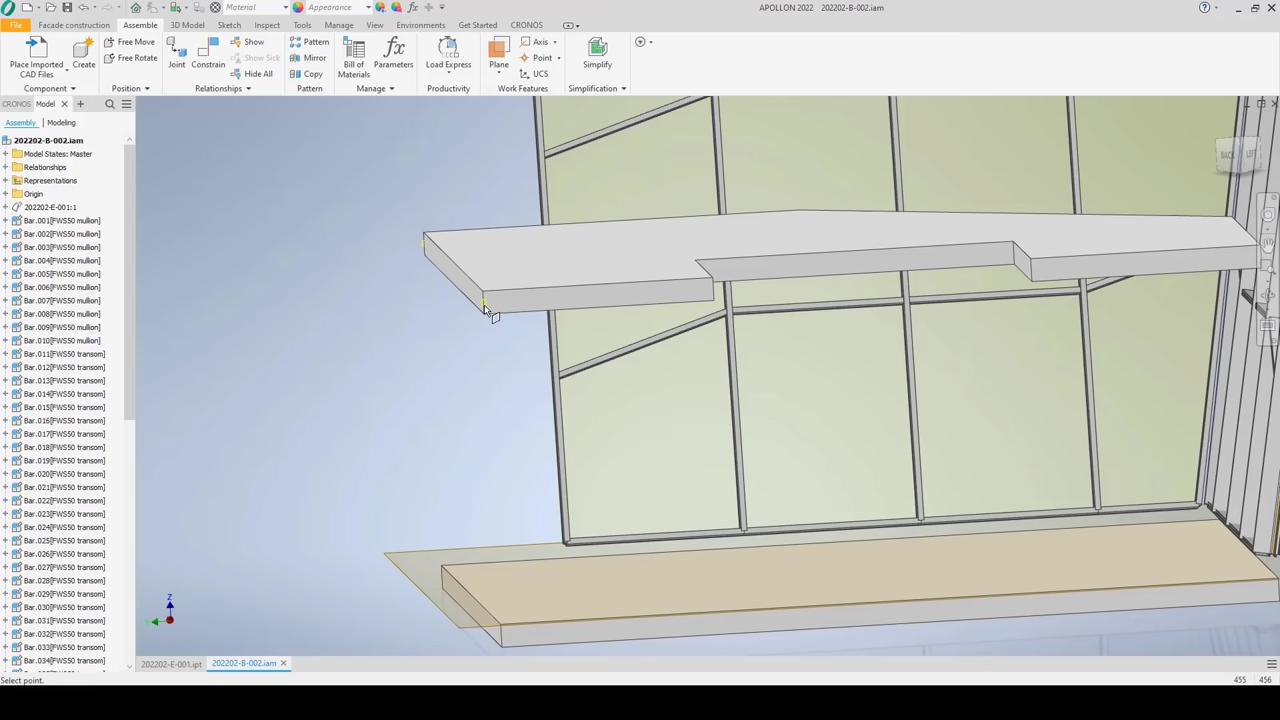 Material
Appearance
APOLLON 2022 202202-B-002.iam
File Facade construction Assemble 3D Model Sketch Inspect Tools Manage View Environments Get Started CRONOS
Place Imported
CAD Files
Create
Free Move
Free Rotate
Joint
Constrain
Show
Show Sick
Hide All
Pattern
Mirror
Copy
Bill of
Materials
Parameters
Load Express
Plane
Axis
Point
UCS
Simplify
Component Position Relationships Pattern Manage Productivity Work Features Simplification
CRONOS Model
Assembly Modeling
202202-B-002.iam
Model States: Master
Relationships
Representations
Origin
202202-E-001:1
Bar.001[FWS50 mullion]
Bar.002[FWS50 mullion]
Bar.003[FWS50 mullion]
Bar.004[FWS50 mullion]
Bar.005[FWS50 mullion]
Bar.006[FWS50 mullion]
Bar.007[FWS50 mullion]
Bar.008[FWS50 mullion]
Bar.009[FWS50 mullion]
Bar.010[FWS50 mullion]
Bar.011[FWS50 transom]
Bar.012[FWS50 transom]
Bar.013[FWS50 transom]
Bar.014[FWS50 transom]
Bar.015[FWS50 transom]
Bar.016[FWS50 transom]
Bar.017[FWS50 transom]
Bar.018[FWS50 transom]
Bar.019[FWS50 transom]
Bar.020[FWS50 transom]
Bar.021[FWS50 transom]
Bar.022[FWS50 transom]
Bar.023[FWS50 transom]
Bar.024[FWS50 transom]
Bar.025[FWS50 transom]
Bar.026[FWS50 transom]
Bar.027[FWS50 transom]
Bar.028[FWS50 transom]
Bar.029[FWS50 transom]
Bar.030[FWS50 transom]
Bar.031[FWS50 transom]
Bar.032[FWS50 transom]
Bar.033[FWS50 transom]
Bar.034[FWS50 transom]
BACK LEFT
Z
Y
202202-E-001.ipt 202202-B-002.iam
Select point. 455 456